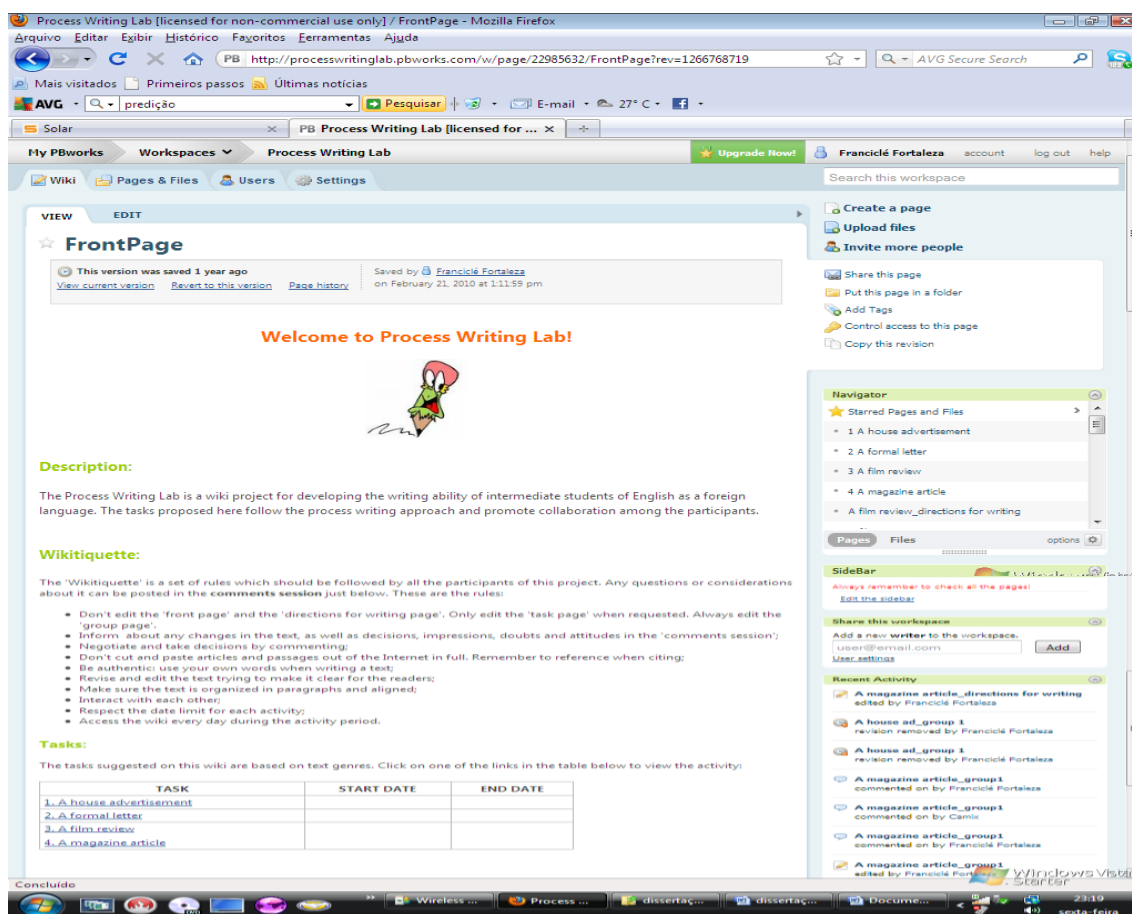 Process Writing Lab [licensed for non-commercial use only] / FrontPage - Mozilla Firefox
Arquivo Editar Exibir Histórico Favoritos Ferramentas Ajuda
PB http://processwritinglab.pbworks.com/w/page/22985632/FrontPage?rev=1266768719 AVG Secure Search
Mais visitados Primeiros passos Últimas notícias
AVG predição Pesquisar E-mail 27° C
Solar PB Process Writing Lab [licensed for ...
My PBworks Workspaces Process Writing Lab Upgrade Now! Franciclé Fortaleza account log out help
Wiki Pages & Files Users Settings Search this workspace
VIEW EDIT
FrontPage
This version was saved 1 year ago Saved by Franciclé Fortaleza
View current version Revert to this version Page history on February 21, 2010 at 1:11:59 pm
Welcome to Process Writing Lab!
Description:
The Process Writing Lab is a wiki project for developing the writing ability of intermediate students of English as a foreign
language. The tasks proposed here follow the process writing approach and promote collaboration among the participants.
Wikitiquette:
The 'Wikitiquette' is a set of rules which should be followed by all the participants of this project. Any questions or considerations
about it can be posted in the comments session just below. These are the rules:
Don't edit the 'front page' and the 'directions for writing page'. Only edit the 'task page' when requested. Always edit the
'group page'.
Inform about any changes in the text, as well as decisions, impressions, doubts and attitudes in the 'comments session';
Negotiate and take decisions by commenting;
Don't cut and paste articles and passages out of the Internet in full. Remember to reference when citing;
Be authentic: use your own words when writing a text;
Revise and edit the text trying to make it clear for the readers;
Make sure the text is organized in paragraphs and aligned;
Interact with each other;
Respect the date limit for each activity;
Access the wiki every day during the activity period.
Tasks:
The tasks suggested on this wiki are based on text genres. Click on one of the links in the table below to view the activity:
TASK START DATE END DATE
1. A house advertisement
2. A formal letter
3. A film review
4. A magazine article
Create a page
Upload files
Invite more people
Share this page
Put this page in a folder
Add Tags
Control access to this page
Copy this revision
Navigator
Starred Pages and Files
1 A house advertisement
2 A formal letter
3 A film review
4 A magazine article
A film review_directions for writing
Pages Files options
SideBar
Always remember to check all the pages!
Edit the sidebar
Share this workspace
Add a new writer to the workspace.
user@email.com Add
User settings
Recent Activity
A magazine article_directions for writing
edited by Franciclé Fortaleza
A house ad_group 1
revision removed by Franciclé Fortaleza
A house ad_group 1
revision removed by Franciclé Fortaleza
A magazine article_group1
commented on by Franciclé Fortaleza
A magazine article_group1
commented on by Camix
A magazine article_group1
commented on by Franciclé Fortaleza
A magazine article_group1
edited by Franciclé
Windows Vista
Starter
Concluído
Wireless ... Process ... dissertaç... dissertaç... Docume... 23:19
sexta-feira